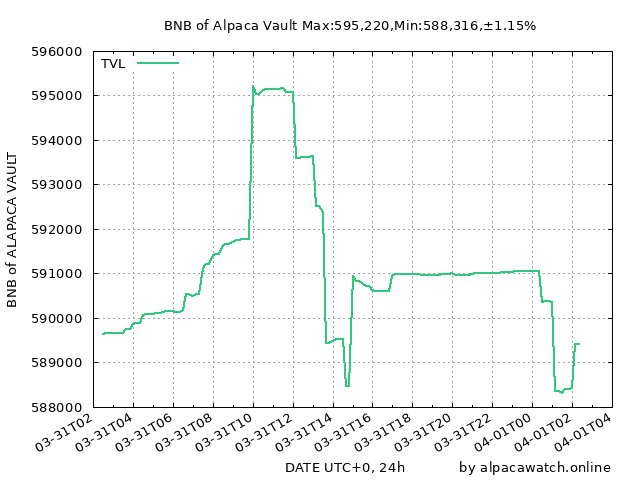 BNB of Alpaca Vault Max:595,220,Min:588,316,±1.15%
TVL
BNB of ALAPACA VAULT
596000
595000
594000
593000
592000
591000
590000
589000
588000
03-31T02
03-31T04
03-31T06
03-31T08
03-31T10
03-31T12
03-31T14
03-31T16
03-31T18
03-31T20
03-31T22
04-01T00
04-01T02
04-01T04
DATE UTC+0, 24h
by alpacawatch.online